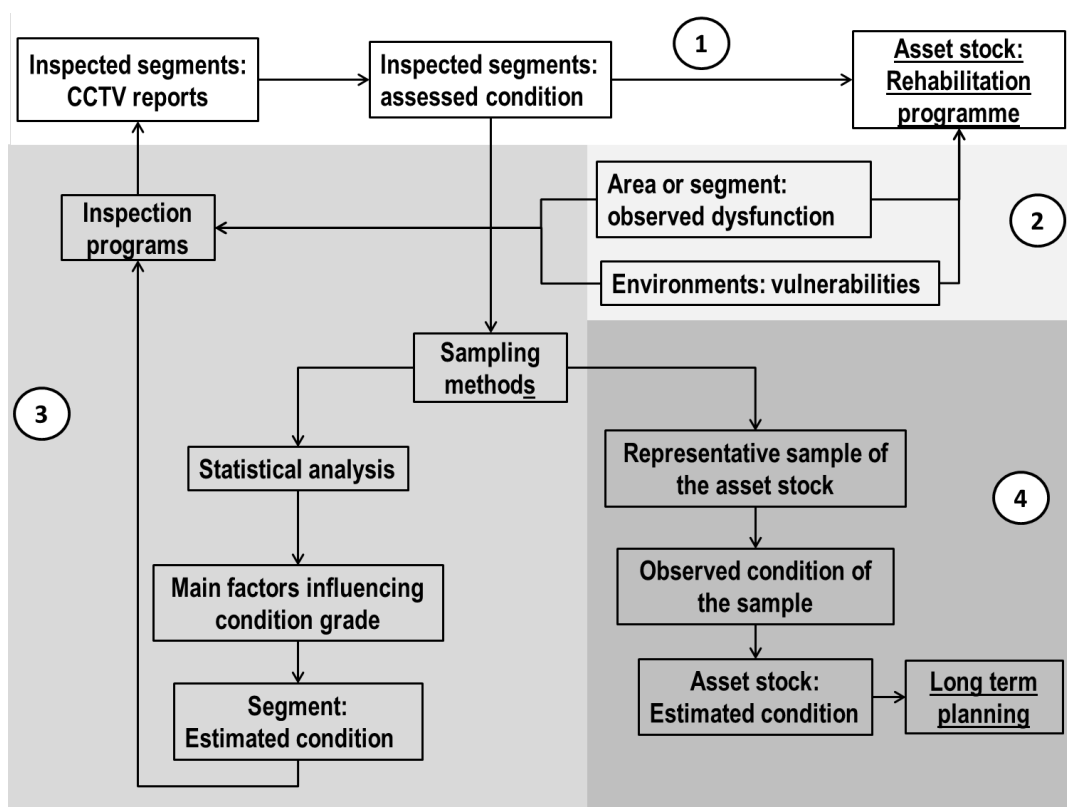 1
Inspected segments:
CCTV reports
Inspected segments:
assessed condition
Asset stock:
Rehabilitation
programme
Area or segment:
observed dysfunction
2
Inspection
programs
Environments: vulnerabilities
Sampling
methods
3
Statistical analysis
Representative sample of
the asset stock
4
Main factors influencing
condition grade
Observed condition of
the sample
Segment:
Estimated condition
Asset stock:
Estimated condition
Long term
planning